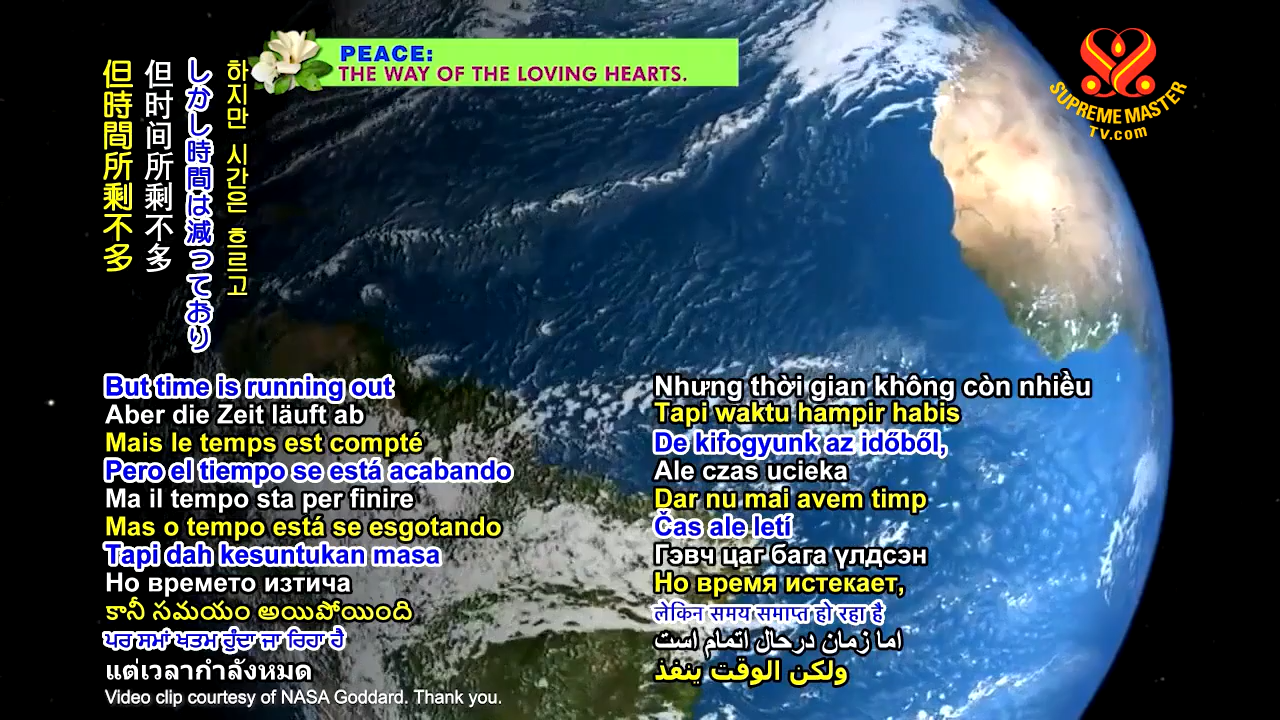 PEACE:
THE WAY OF THE LOVING HEARTS.
SUPREME MASTER
TV.com
하지만 시간은 흐르고
しかし時間は減っており
但时间所剩不多
但時間所剩不多
But time is running out
Aber die Zeit läuft ab
Mais le temps est compté
Pero el tiempo se está acabando
Ma il tempo sta per finire
Mas o tempo está se esgotando
Tapi dah kesuntukan masa
Но времето изтича
కానీ సమయం అయిపోయింది
ਪਰ ਸਮਾਂ ਖਤਮ ਹੁੰਦਾ ਜਾ ਰਿਹਾ ਹੈ
แต่เวลากำลังหมด
Video clip courtesy of NASA Goddard. Thank you.
Nhưng thời gian không còn nhiều
Tapi waktu hampir habis
De kifogyunk az időből,
Ale czas ucieka
Dar nu mai avem timp
Čas ale letí
Гэвч цаг бага үлдсэн
Но время истекает,
लेकिन समय समाप्त हो रहा है
اما زمان درحال اتمام است
ولكن الوقت ينفذ